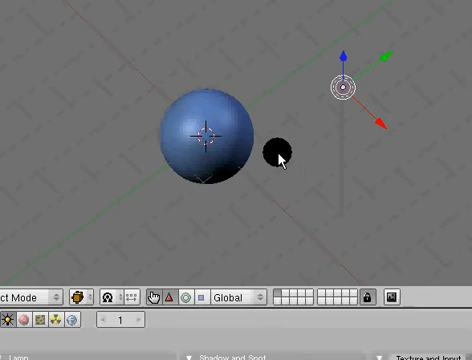 ct Mode
Global
1
Lamp
Shadow and Spot
Texture and Input